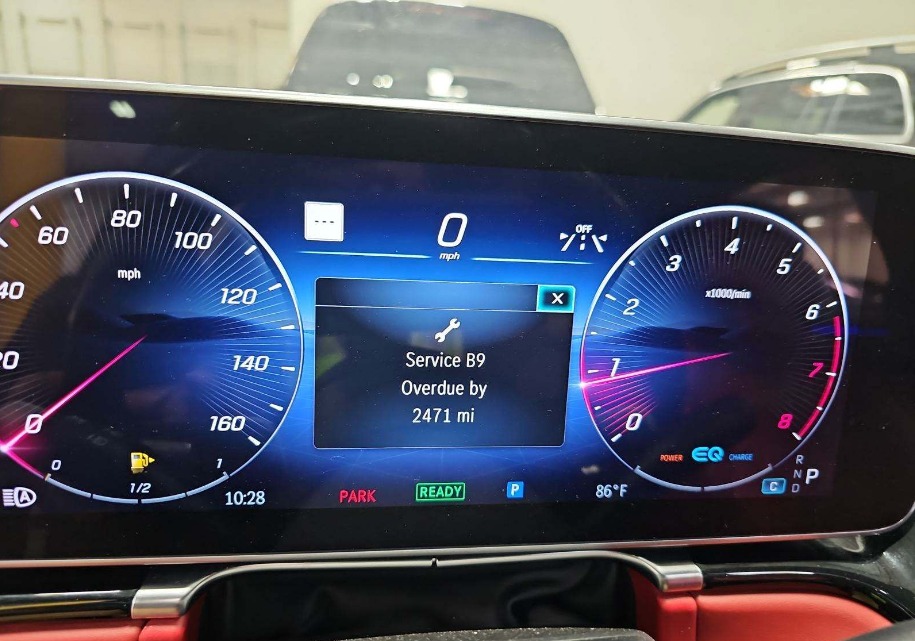 80
60
100
mph
40
120
20
140
0
160
0
1/2
1
10:28
---
0
mph
OFF
X
Service B9
Overdue by
2471 mi
PARK
READY
P
86°F
4
3
5
x1000/min
2
6
1
7
0
8
POWER
EQ
CHARGE
R
N
D
P
C
A